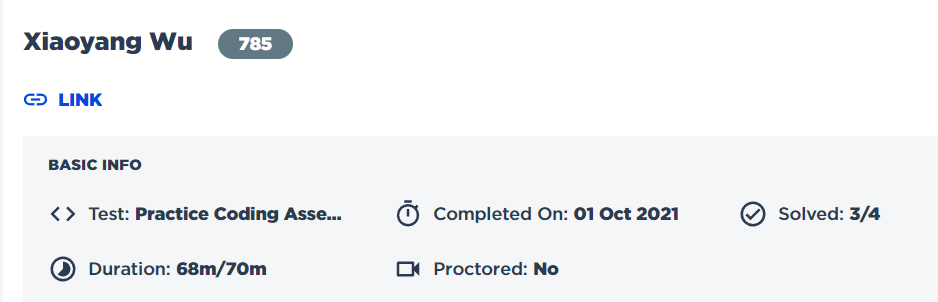 Xiaoyang Wu 785
LINK
BASIC INFO
Test: Practice Coding Asse... Completed On: 01 Oct 2021 Solved: 3/4
Duration: 68m/70m Proctored: No